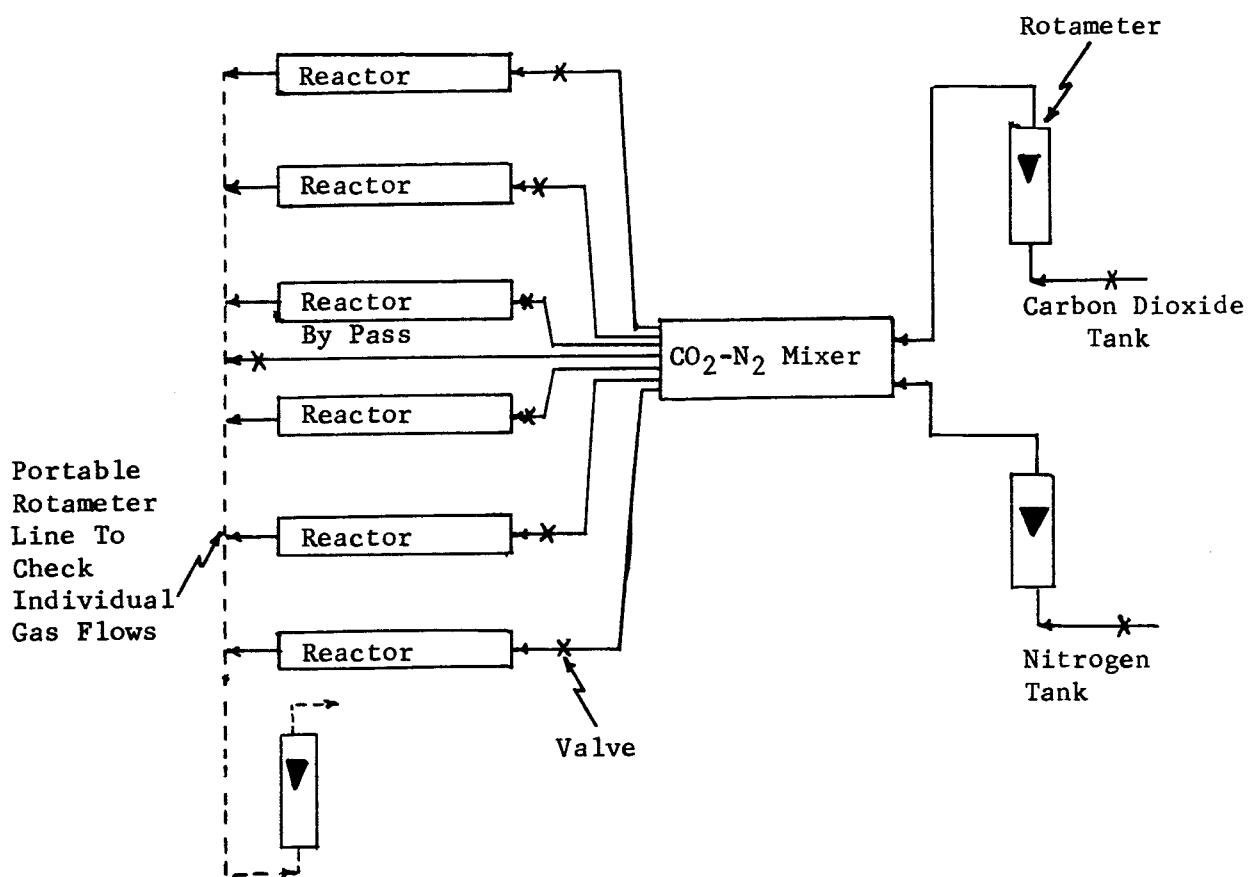 Rotameter
Reactor
Reactor
Reactor
By Pass
CO₂-N₂ Mixer
Carbon Dioxide
Tank
Reactor
Portable
Rotameter
Line To
Check
Individual
Gas Flows
Reactor
Reactor
Nitrogen
Tank
Valve